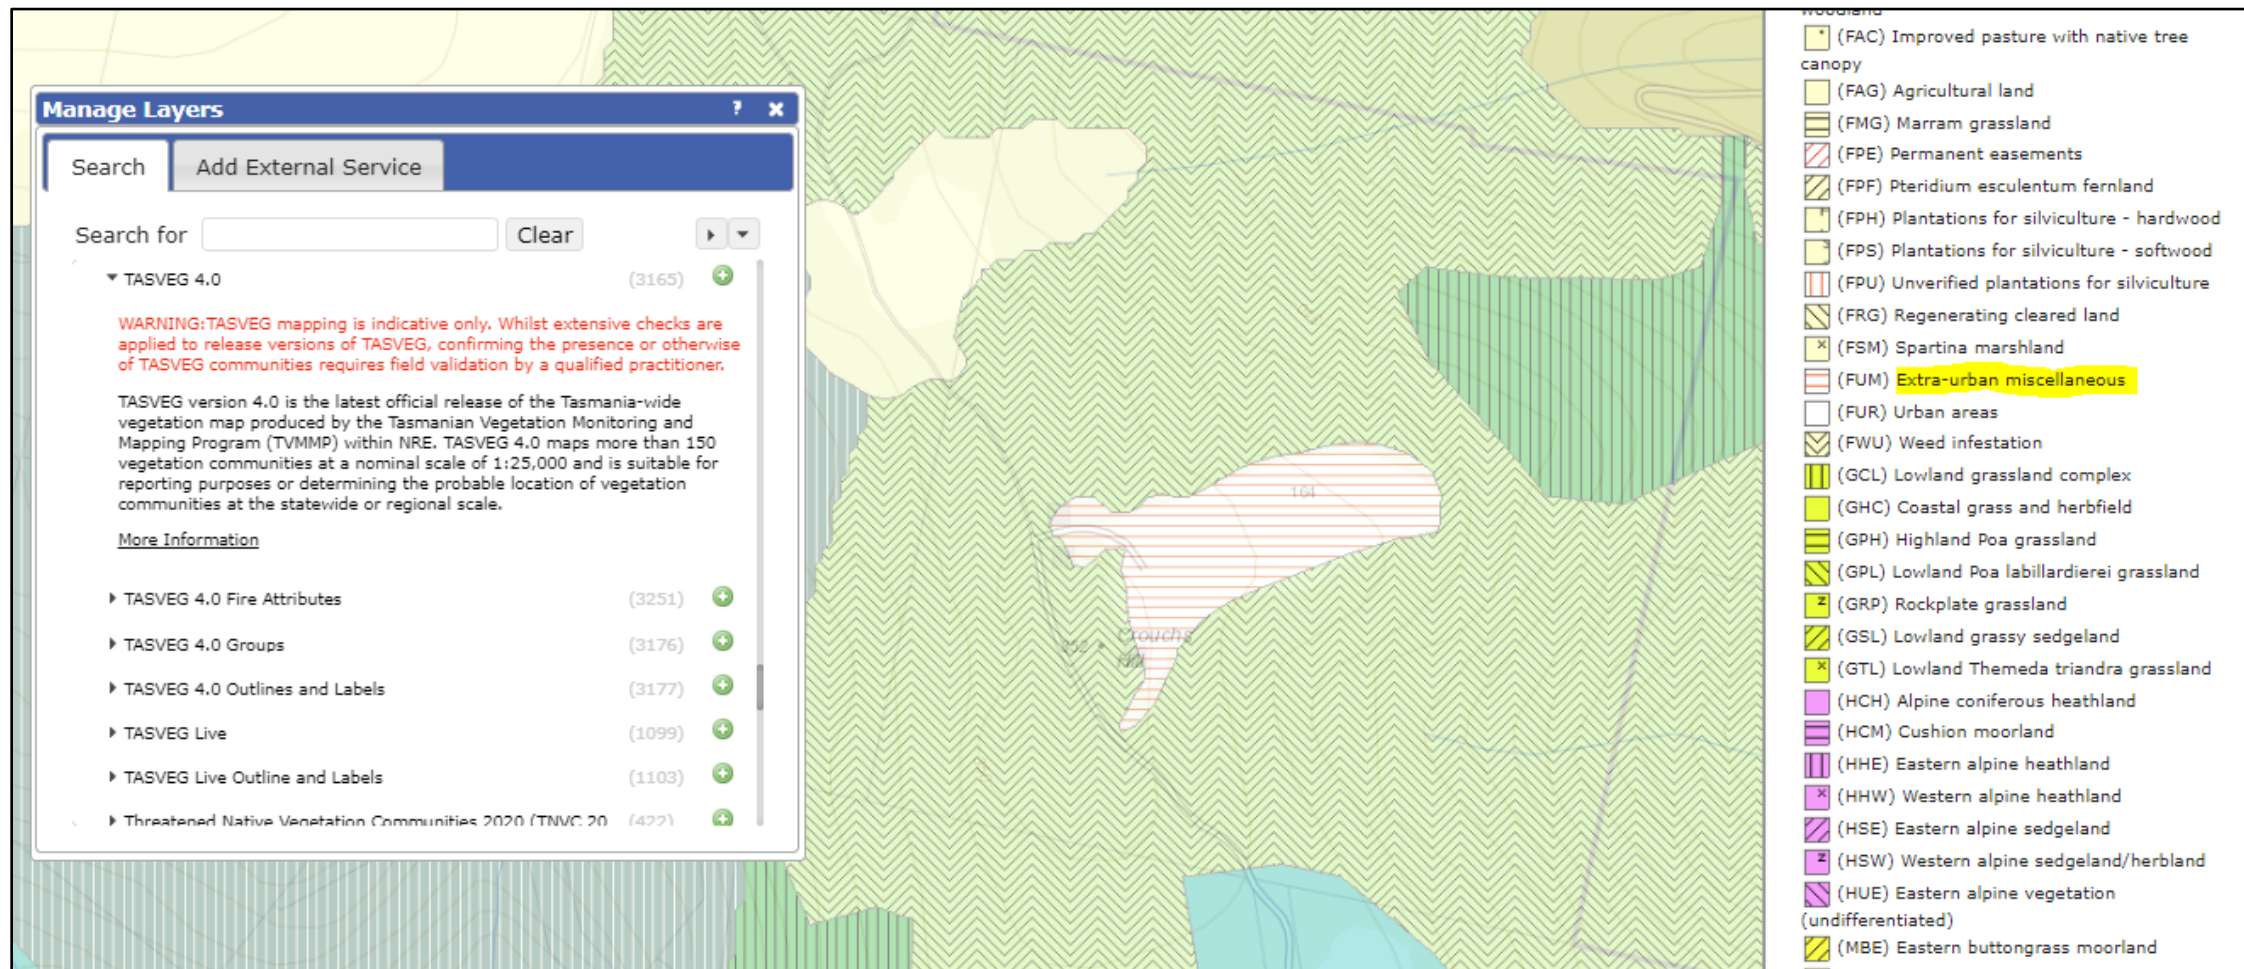 Manage Layers
?
Search
Add External Service
Search for
Clear
TASVEG 4.0 (3165)
WARNING:TASVEG mapping is indicative only. Whilst extensive checks are
applied to release versions of TASVEG, confirming the presence or otherwise
of TASVEG communities requires field validation by a qualified practitioner.
TASVEG version 4.0 is the latest official release of the Tasmania-wide
vegetation map produced by the Tasmanian Vegetation Monitoring and
Mapping Program (TVMMP) within NRE. TASVEG 4.0 maps more than 150
vegetation communities at a nominal scale of 1:25,000 and is suitable for
reporting purposes or determining the probable location of vegetation
communities at the statewide or regional scale.
More Information
TASVEG 4.0 Fire Attributes (3251)
TASVEG 4.0 Groups (3176)
TASVEG 4.0 Outlines and Labels (3177)
TASVEG Live (1099)
TASVEG Live Outline and Labels (1103)
Threatened Native Vegetation Communities 2020 (TNVC 20 (422)
164
Crouchs
352 Hill
woodland
(FAC) Improved pasture with native tree
canopy
(FAG) Agricultural land
(FMG) Marram grassland
(FPE) Permanent easements
(FPF) Pteridium esculentum fernland
(FPH) Plantations for silviculture - hardwood
(FPS) Plantations for silviculture - softwood
(FPU) Unverified plantations for silviculture
(FRG) Regenerating cleared land
(FSM) Spartina marshland
(FUM) Extra-urban miscellaneous
(FUR) Urban areas
(FWU) Weed infestation
(GCL) Lowland grassland complex
(GHC) Coastal grass and herbfield
(GPH) Highland Poa grassland
(GPL) Lowland Poa labillardierei grassland
(GRP) Rockplate grassland
(GSL) Lowland grassy sedgeland
(GTL) Lowland Themeda triandra grassland
(HCH) Alpine coniferous heathland
(HCM) Cushion moorland
(HHE) Eastern alpine heathland
(HHW) Western alpine heathland
(HSE) Eastern alpine sedgeland
(HSW) Western alpine sedgeland/herbland
(HUE) Eastern alpine vegetation
(undifferentiated)
(MBE) Eastern buttongrass moorland